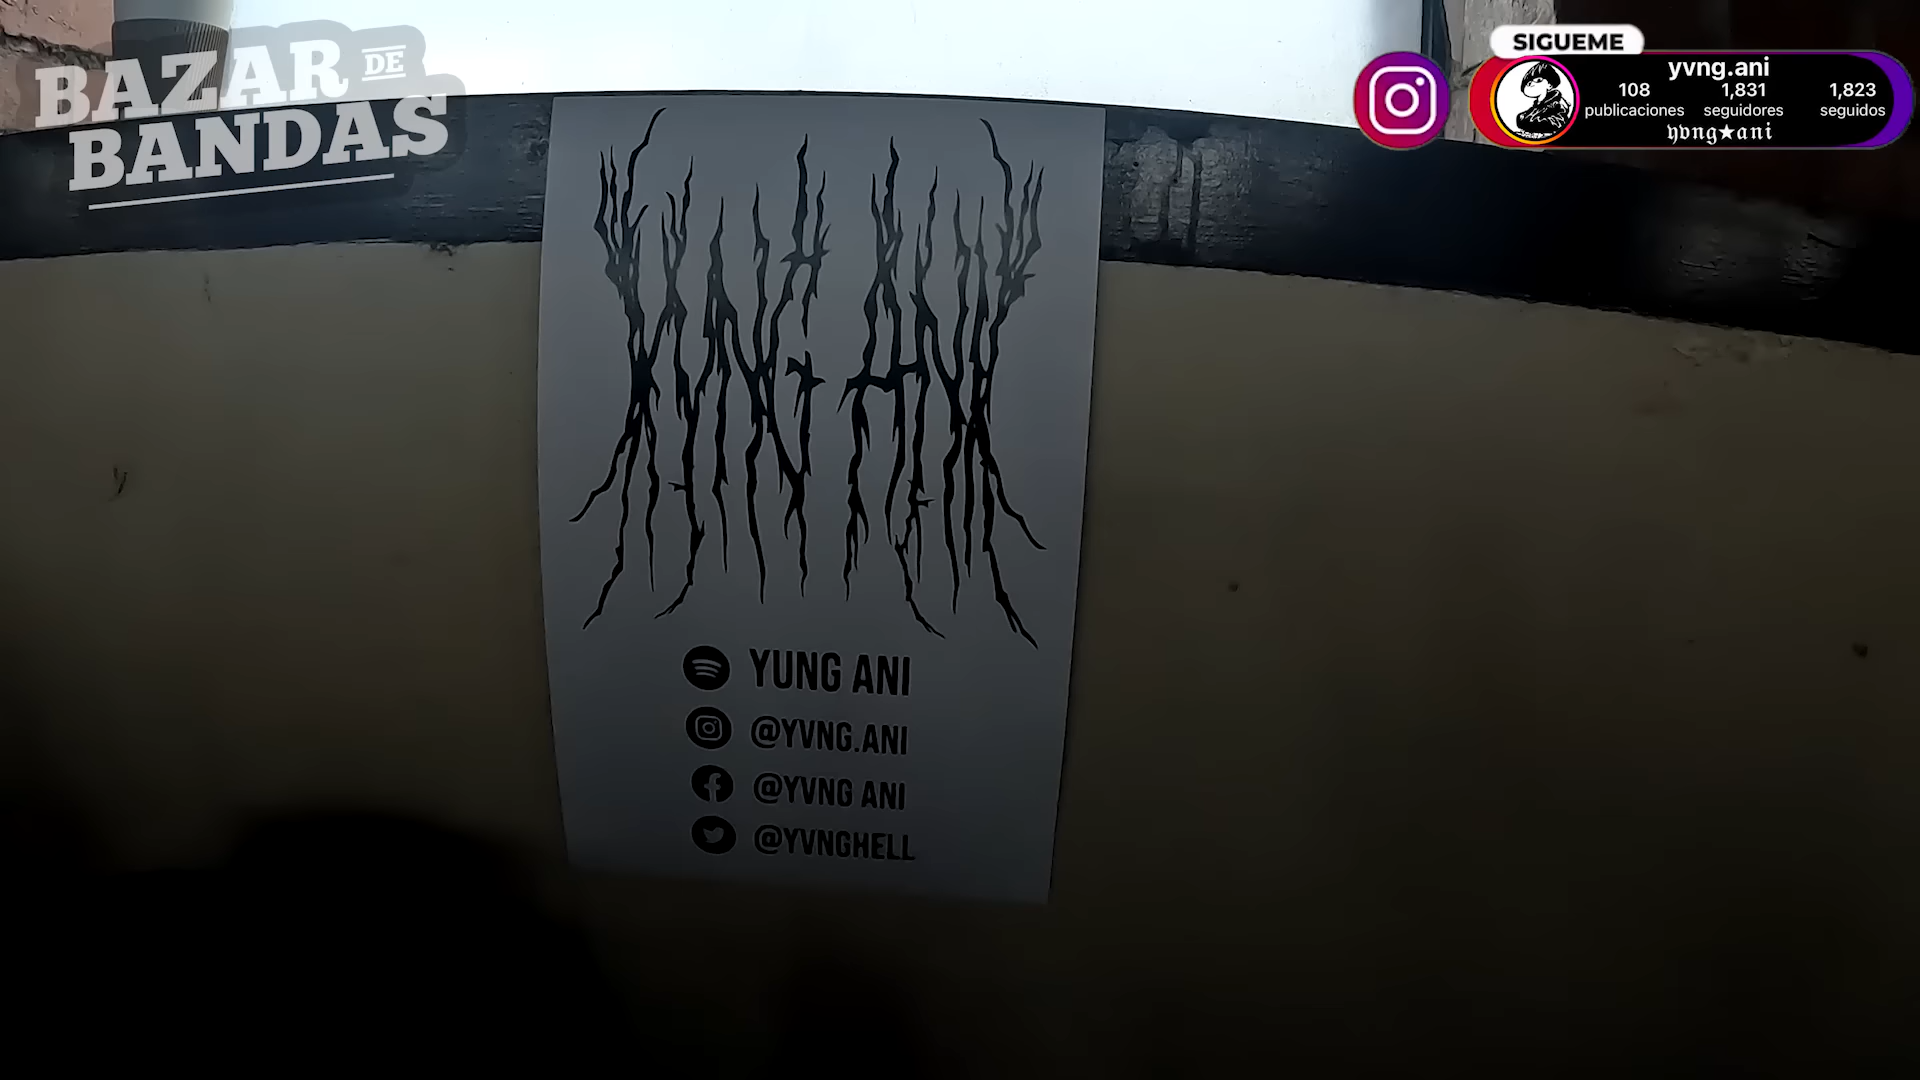 BAZAR DE
BANDAS
SIGUEME
yvng.ani
108 1,831 1,823
publicaciones seguidores seguidos
yvng★ani
YVNG ANI
YUNG ANI
@YVNG.ANI
@YVNG ANI
@YVNGHELL